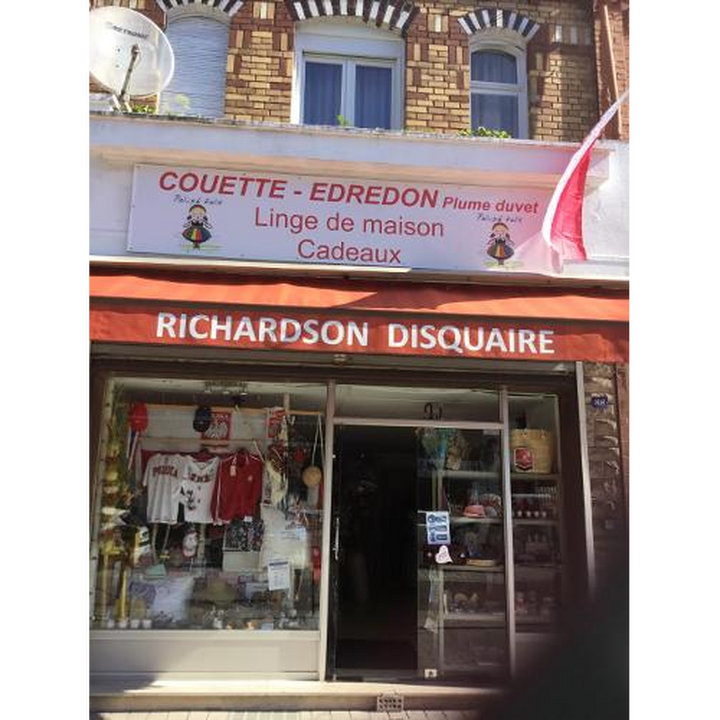 COUETTE - EDREDON Plume duvet
Linge de maison
Cadeaux
RICHARDSON DISQUAIRE